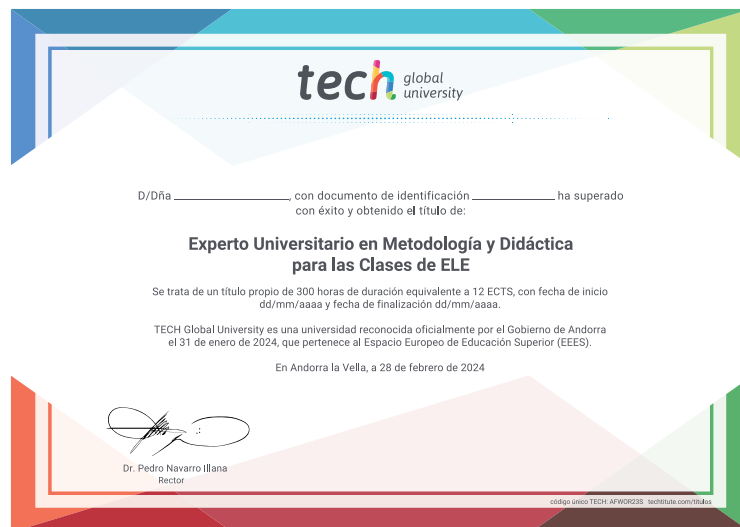 tech global university
D/Dña ____________, con documento de identificación ____________ ha superado
con éxito y obtenido el título de:
Experto Universitario en Metodología y Didáctica
para las Clases de ELE
Se trata de un título propio de 300 horas de duración equivalente a 12 ECTS, con fecha de inicio
dd/mm/aaaa y fecha de finalización dd/mm/aaaa.
TECH Global University es una universidad reconocida oficialmente por el Gobierno de Andorra
el 31 de enero de 2024, que pertenece al Espacio Europeo de Educación Superior (EEES).
En Andorra la Vella, a 28 de febrero de 2024
Dr. Pedro Navarro Illana
Rector
código único TECH: AFWOR23S techtitute.com/titulos